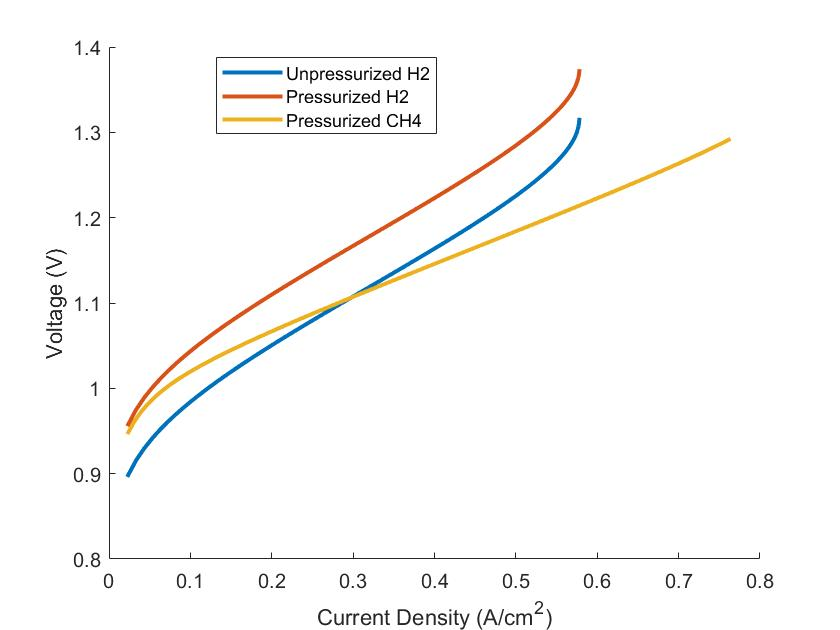 1.4
1.3
1.2
1.1
1
0.9
0.8
Voltage (V)
Unpressurized H2
Pressurized H2
Pressurized CH4
0 0.1 0.2 0.3 0.4 0.5 0.6 0.7 0.8
Current Density (A/cm²)